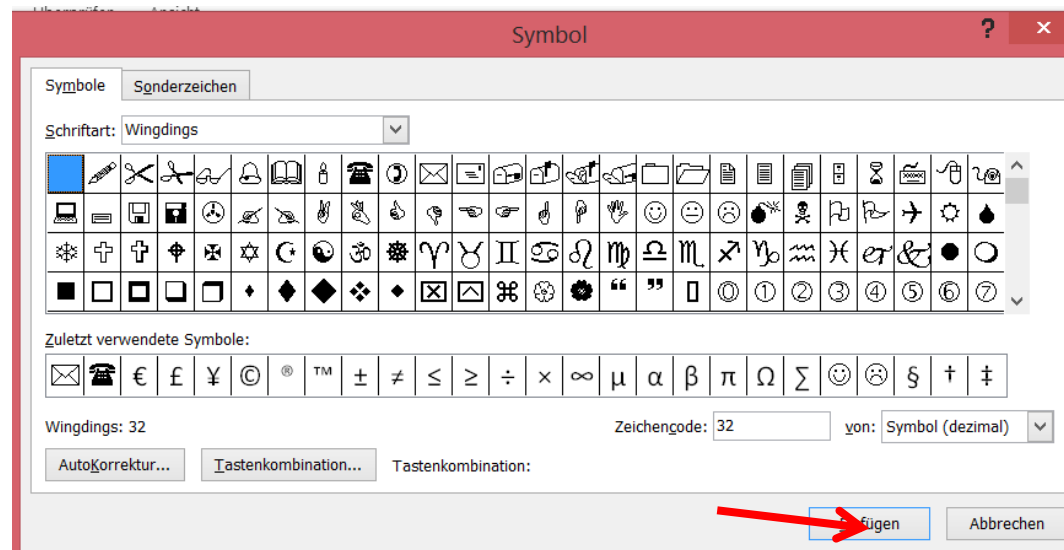 Symbol ? x
Symbole Sonderzeichen
Schriftart: Wingdings
Zuletzt verwendete Symbole:
€ £ ¥ © ® ™ ± ≠ ≤ ≥ ÷ × ∞ µ α β π Ω ∑ ☺ ☹ § † ‡
Wingdings: 32 Zeichencode: 32 von: Symbol (dezimal)
AutoKorrektur... Tastenkombination... Tastenkombination:
Abbrechen